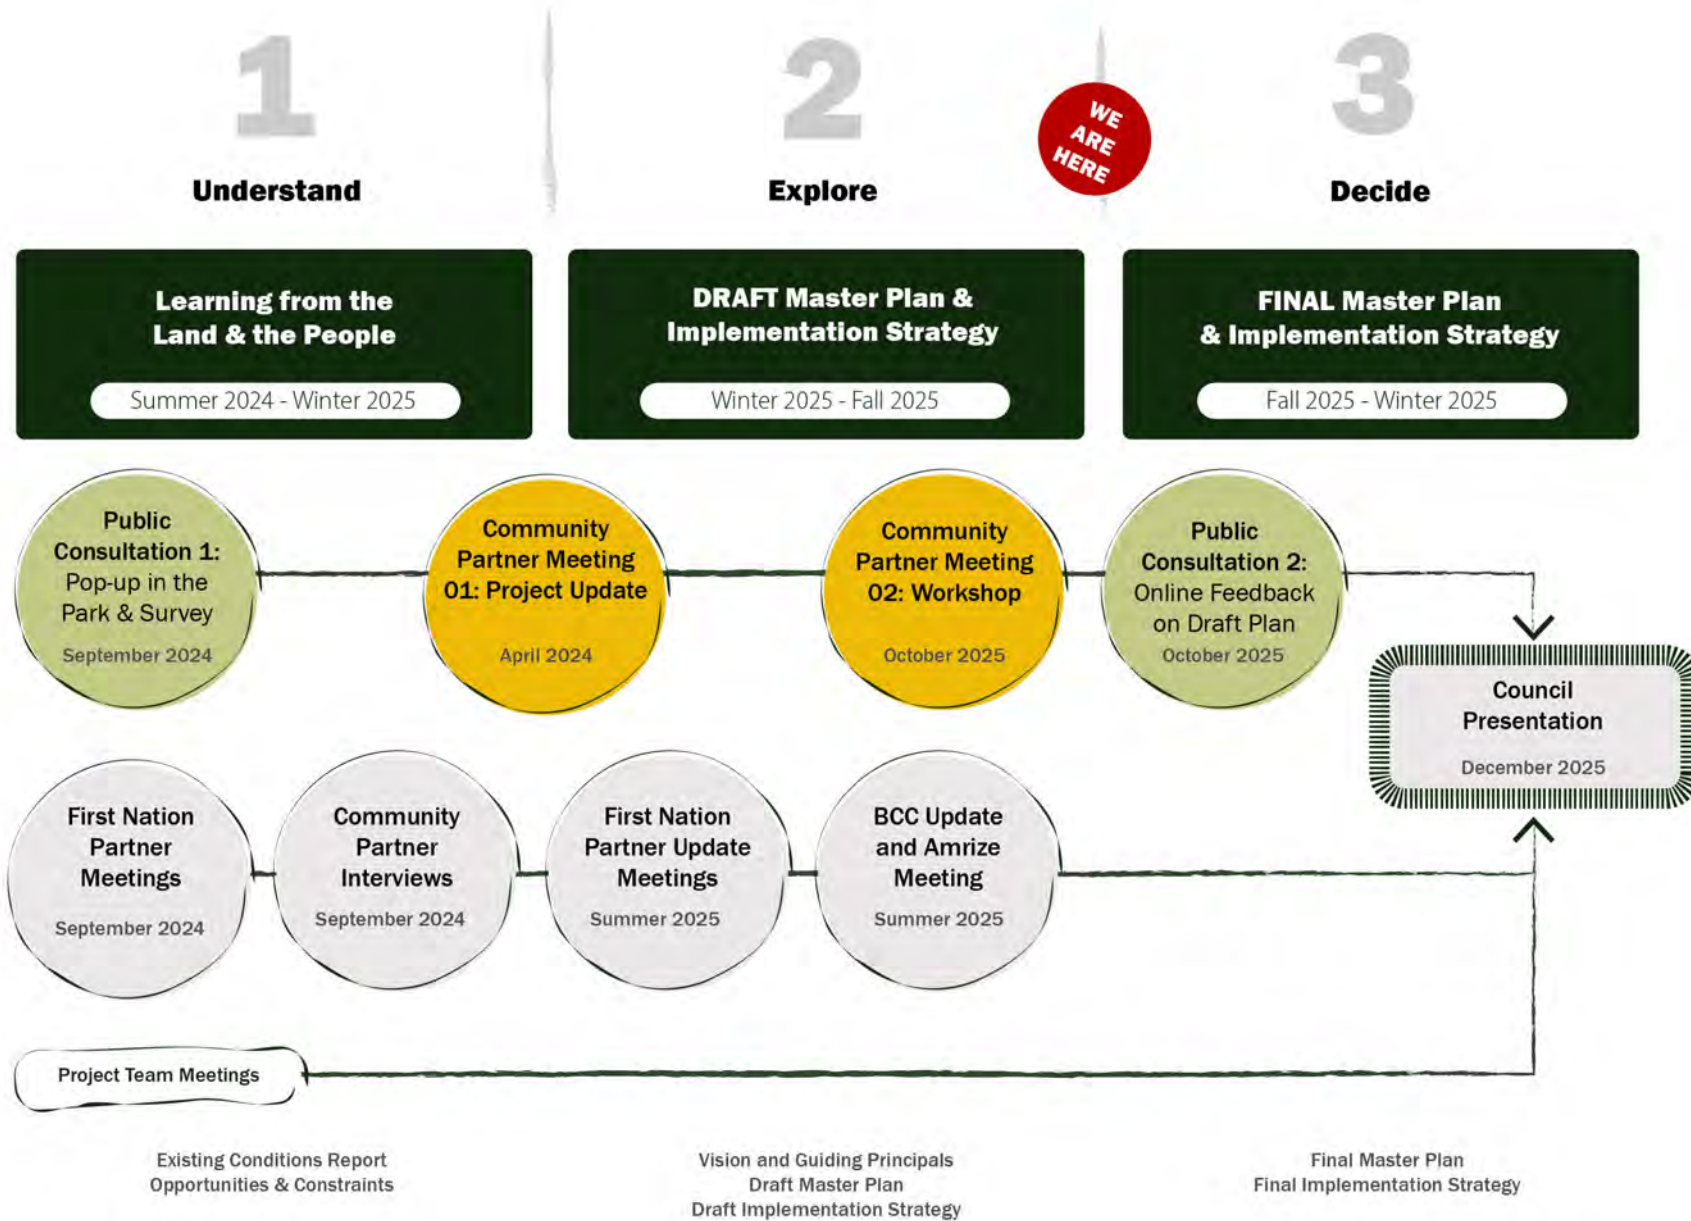 1
Understand
2
Explore
WE
ARE
HERE
3
Decide
Learning from the
Land & the People
Summer 2024 - Winter 2025
DRAFT Master Plan &
Implementation Strategy
Winter 2025 - Fall 2025
FINAL Master Plan
& Implementation Strategy
Fall 2025 - Winter 2025
Public
Consultation 1:
Pop-up in the
Park & Survey
September 2024
Community
Partner Meeting
01: Project Update
April 2024
Community
Partner Meeting
02: Workshop
October 2025
Public
Consultation 2:
Online Feedback
on Draft Plan
October 2025
Council
Presentation
December 2025
First Nation
Partner
Meetings
September 2024
Community
Partner
Interviews
September 2024
First Nation
Partner Update
Meetings
Summer 2025
BCC Update
and Amrize
Meeting
Summer 2025
Project Team Meetings
Existing Conditions Report
Opportunities & Constraints
Vision and Guiding Principals
Draft Master Plan
Draft Implementation Strategy
Final Master Plan
Final Implementation Strategy